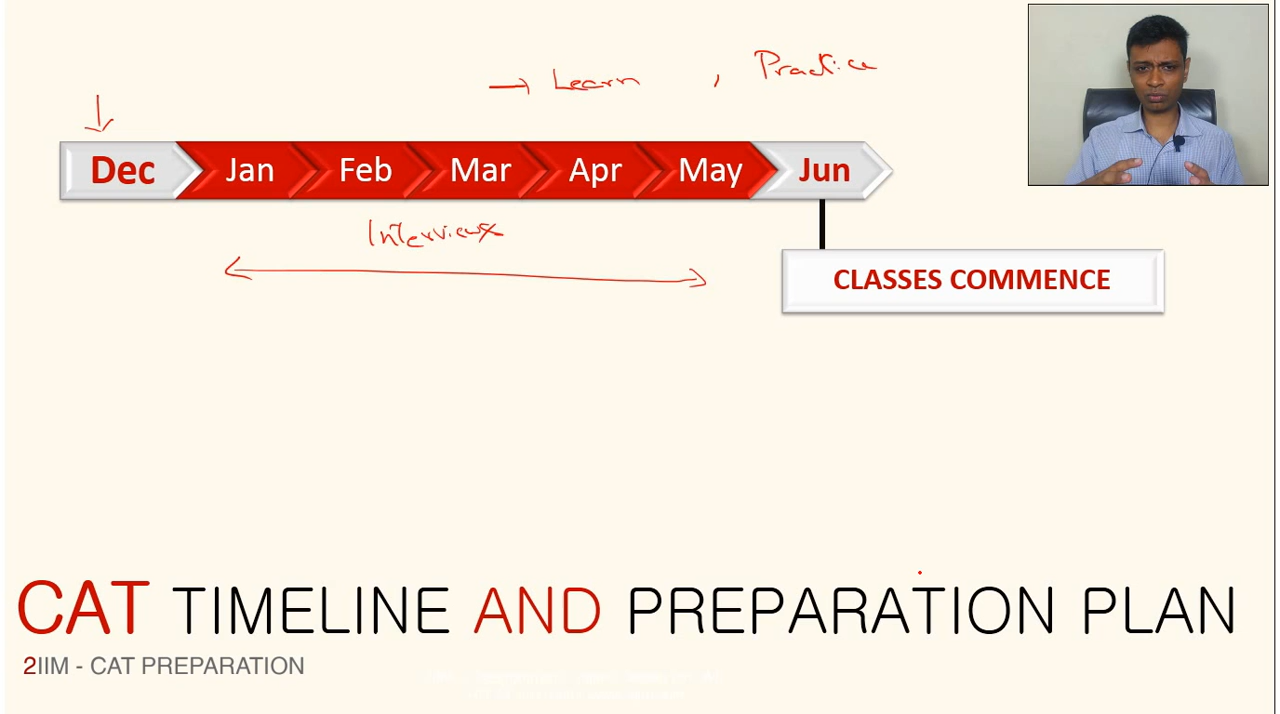 → Learn , Practice
Dec Jan Feb Mar Apr May Jun
Interviews
CLASSES COMMENCE
CAT TIMELINE AND PREPARATION PLAN
2IIM - CAT PREPARATION